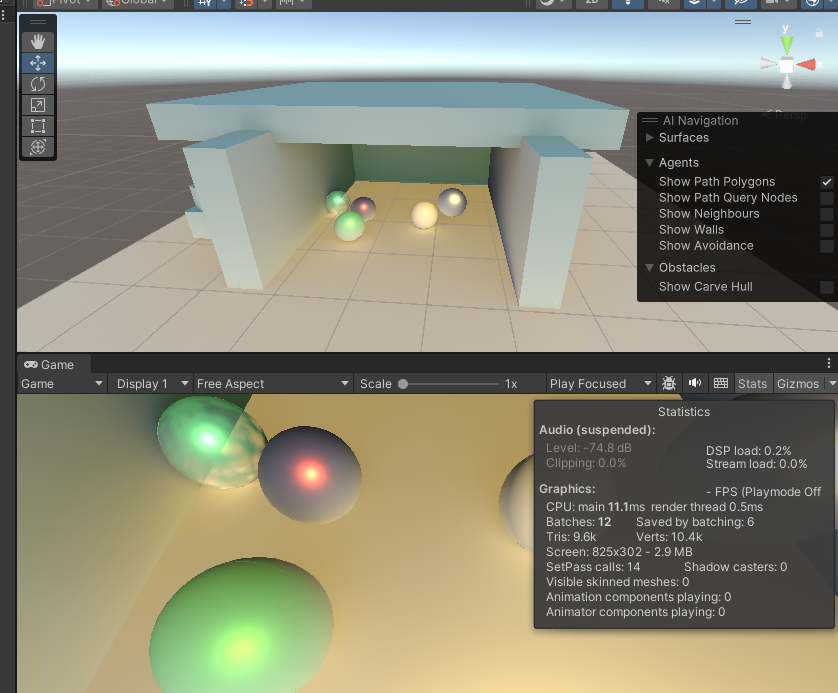 Pivot
Global
2D
y
Persp
AI Navigation
Surfaces
Agents
Show Path Polygons
Show Path Query Nodes
Show Neighbours
Show Walls
Show Avoidance
Obstacles
Show Carve Hull
Game
Game Display 1 Free Aspect Scale 1x Play Focused Stats Gizmos
Statistics
Audio (suspended):
Level: -74.8 dB DSP load: 0.2%
Clipping: 0.0% Stream load: 0.0%
Graphics: - FPS (Playmode Off
CPU: main 11.1ms render thread 0.5ms
Batches: 12 Saved by batching: 6
Tris: 9.6k Verts: 10.4k
Screen: 825x302 - 2.9 MB
SetPass calls: 14 Shadow casters: 0
Visible skinned meshes: 0
Animation components playing: 0
Animator components playing: 0